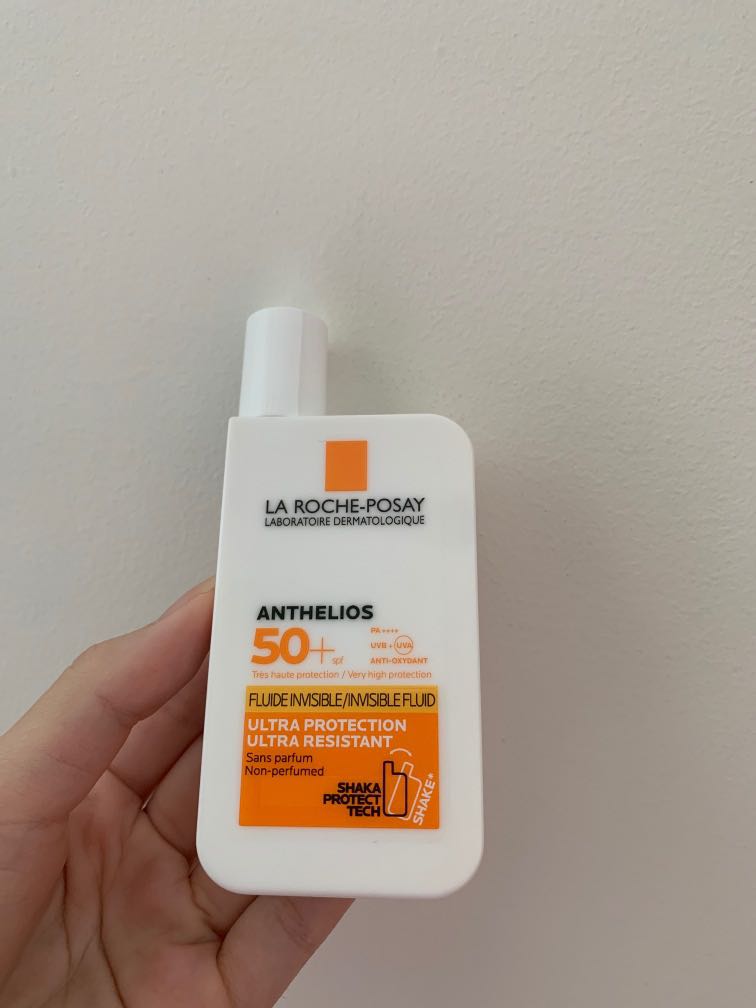 LA ROCHE-POSAY
LABORATOIRE DERMATOLOGIQUE
ANTHELIOS
50+ spf
PA ++++
UVB + UVA
ANTI-OXYDANT
Très haute protection / Very high protection
FLUIDE INVISIBLE/INVISIBLE FLUID
ULTRA PROTECTION
ULTRA RESISTANT
Sans parfum
Non-perfumed
SHAKA
PROTECT
TECH
SHAKE*